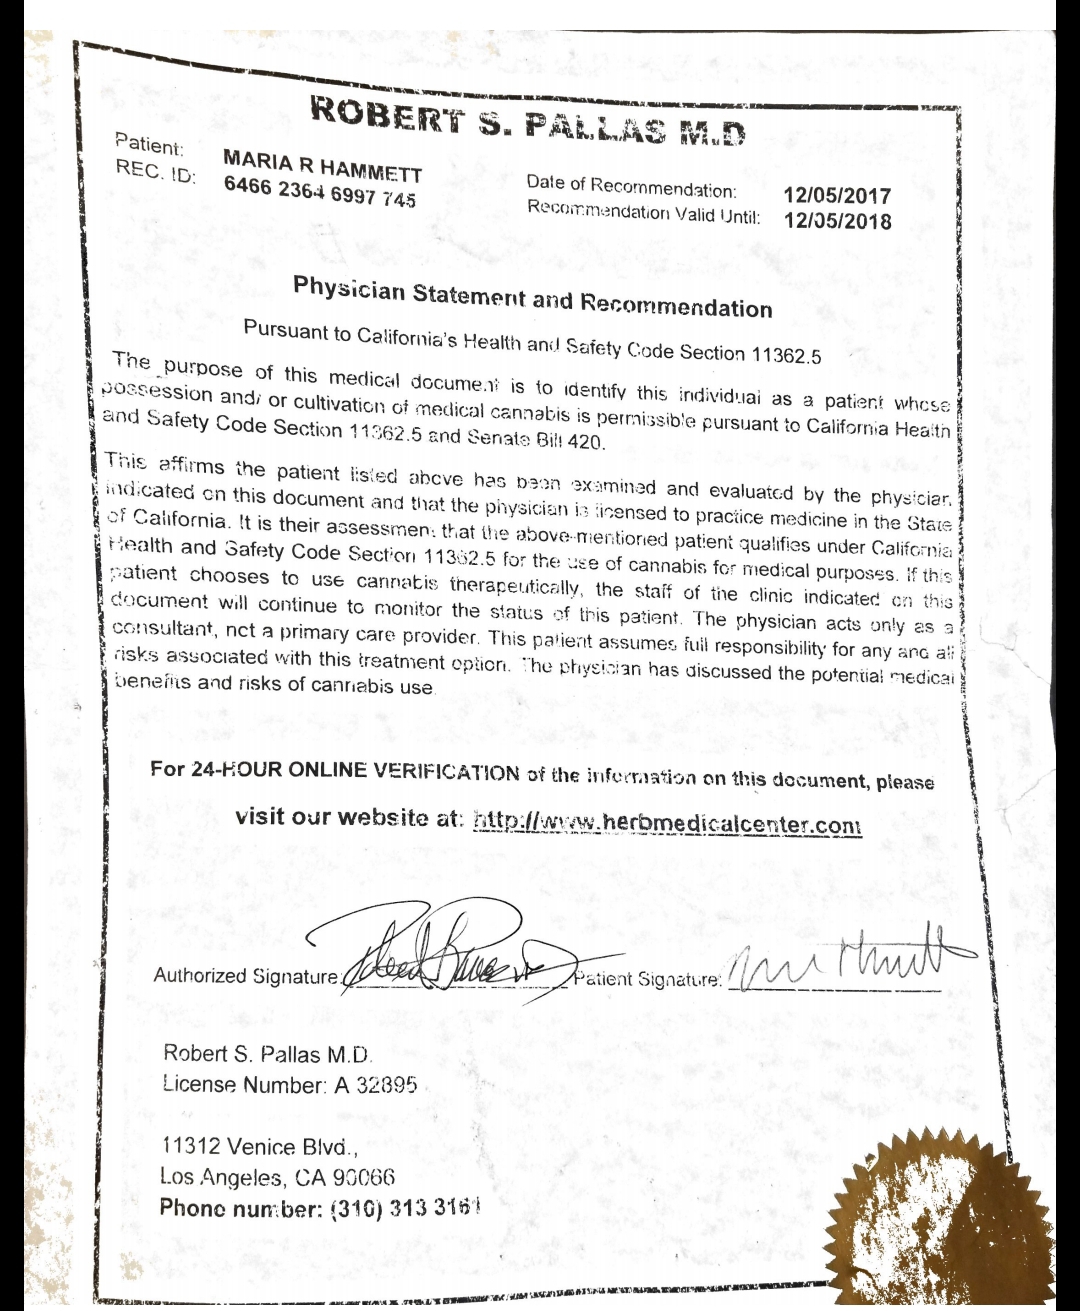 ROBERT S. PALLAS M.D
Patient: MARIA R HAMMETT
REC. ID: 6466 2364 6997 745
Date of Recommendation: 12/05/2017
Recommendation Valid Until: 12/05/2018
Physician Statement and Recommendation
Pursuant to California's Health and Safety Code Section 11362.5
The purpose of this medical document is to identify this individual as a patient whose
possession and/ or cultivation of medical cannabis is permissible pursuant to California Health
and Safety Code Section 11362.5 and Senate Bill 420.
This affirms the patient listed above has been examined and evaluated by the physician,
indicated on this document and that the physician is licensed to practice medicine in the State
of California. It is their assessment that the above-mentioned patient qualifies under California
Health and Safety Code Section 11362.5 for the use of cannabis for medical purposes. If this
patient chooses to use cannabis therapeutically, the staff of the clinic indicated on this
document will continue to monitor the status of this patient. The physician acts only as a
consultant, not a primary care provider. This patient assumes full responsibility for any and all
risks associated with this treatment option. The physician has discussed the potential medical
benefits and risks of cannabis use.
For 24-HOUR ONLINE VERIFICATION of the information on this document, please
visit our website at: http://www.herbmedicalcenter.com
Authorized Signature: Patient Signature:
Robert S. Pallas M.D.
License Number: A 32895
11312 Venice Blvd.,
Los Angeles, CA 90066
Phone number: (310) 313 3161